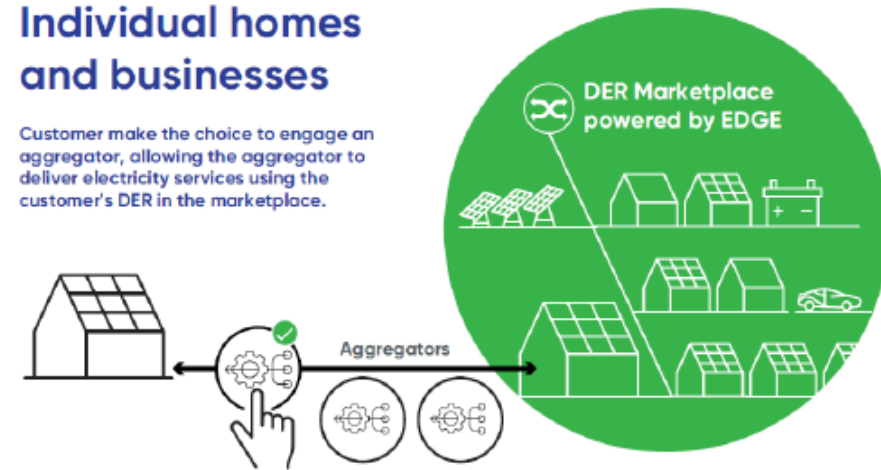 Individual homes
and businesses
Customer make the choice to engage an
aggregator, allowing the aggregator to
deliver electricity services using the
customer's DER in the marketplace.
DER Marketplace
powered by EDGE
Aggregators